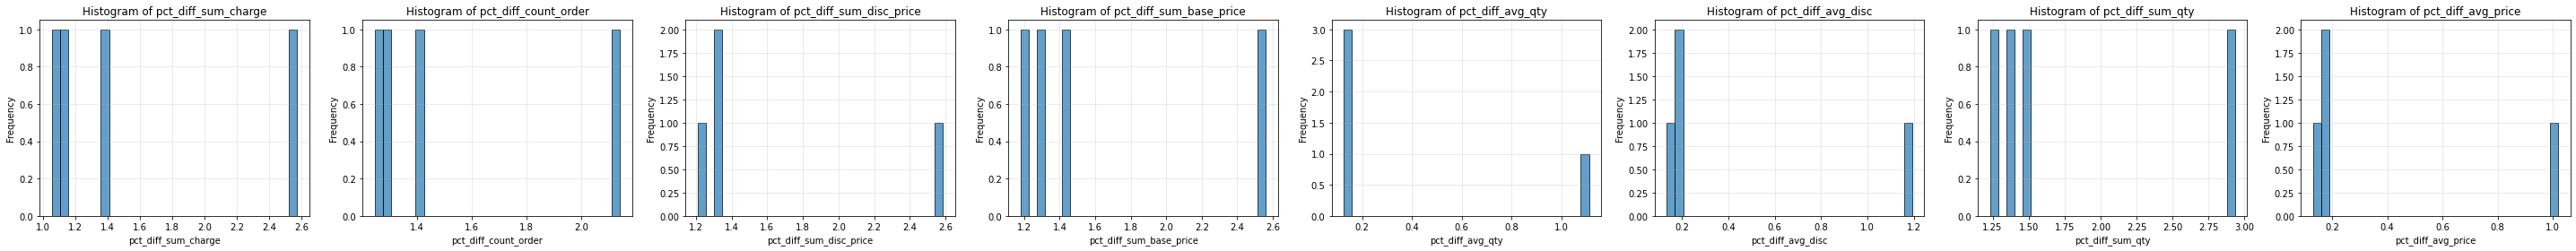 Histogram of pct_diff_sum_charge
Frequency
1.0
0.8
0.6
0.4
0.2
0.0
1.0 1.2 1.4 1.6 1.8 2.0 2.2 2.4 2.6
pct_diff_sum_charge
Histogram of pct_diff_count_order
Frequency
1.0
0.8
0.6
0.4
0.2
0.0
1.4 1.6 1.8 2.0
pct_diff_count_order
Histogram of pct_diff_sum_disc_price
Frequency
2.00
1.75
1.50
1.25
1.00
0.75
0.50
0.25
0.00
1.2 1.4 1.6 1.8 2.0 2.2 2.4 2.6
pct_diff_sum_disc_price
Histogram of pct_diff_sum_base_price
Frequency
1.0
0.8
0.6
0.4
0.2
0.0
1.2 1.4 1.6 1.8 2.0 2.2 2.4 2.6
pct_diff_sum_base_price
Histogram of pct_diff_avg_qty
Frequency
3.0
2.5
2.0
1.5
1.0
0.5
0.0
0.2 0.4 0.6 0.8 1.0
pct_diff_avg_qty
Histogram of pct_diff_avg_disc
Frequency
2.00
1.75
1.50
1.25
1.00
0.75
0.50
0.25
0.00
0.2 0.4 0.6 0.8 1.0 1.2
pct_diff_avg_disc
Histogram of pct_diff_sum_qty
Frequency
1.0
0.8
0.6
0.4
0.2
0.0
1.25 1.50 1.75 2.00 2.25 2.50 2.75 3.00
pct_diff_sum_qty
Histogram of pct_diff_avg_price
Frequency
2.00
1.75
1.50
1.25
1.00
0.75
0.50
0.25
0.00
0.2 0.4 0.6 0.8 1.0
pct_diff_avg_price